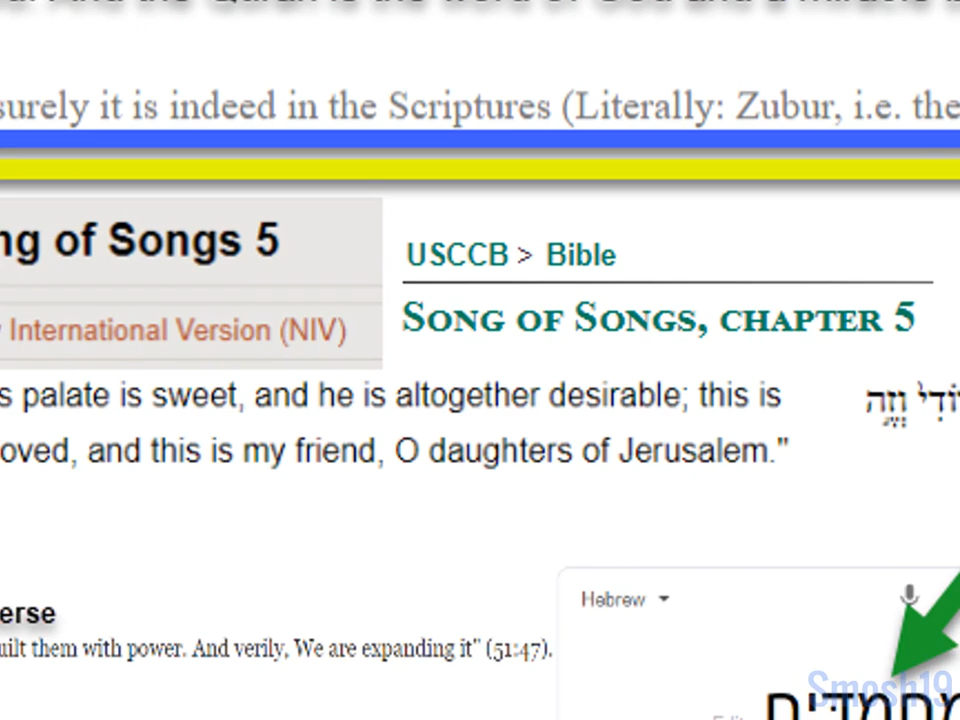 surely it is indeed in the Scriptures (Literally: Zubur, i.e. the
ng of Songs 5
USCCB > Bible
International Version (NIV)
SONG OF SONGS, CHAPTER 5
s palate is sweet, and he is altogether desirable; this is
oved, and this is my friend, O daughters of Jerusalem."
וְזֶ֣ה
Hebrew
erse
uilt them with power. And verily, We are expanding it" (51:47).
Smosh19
Edit